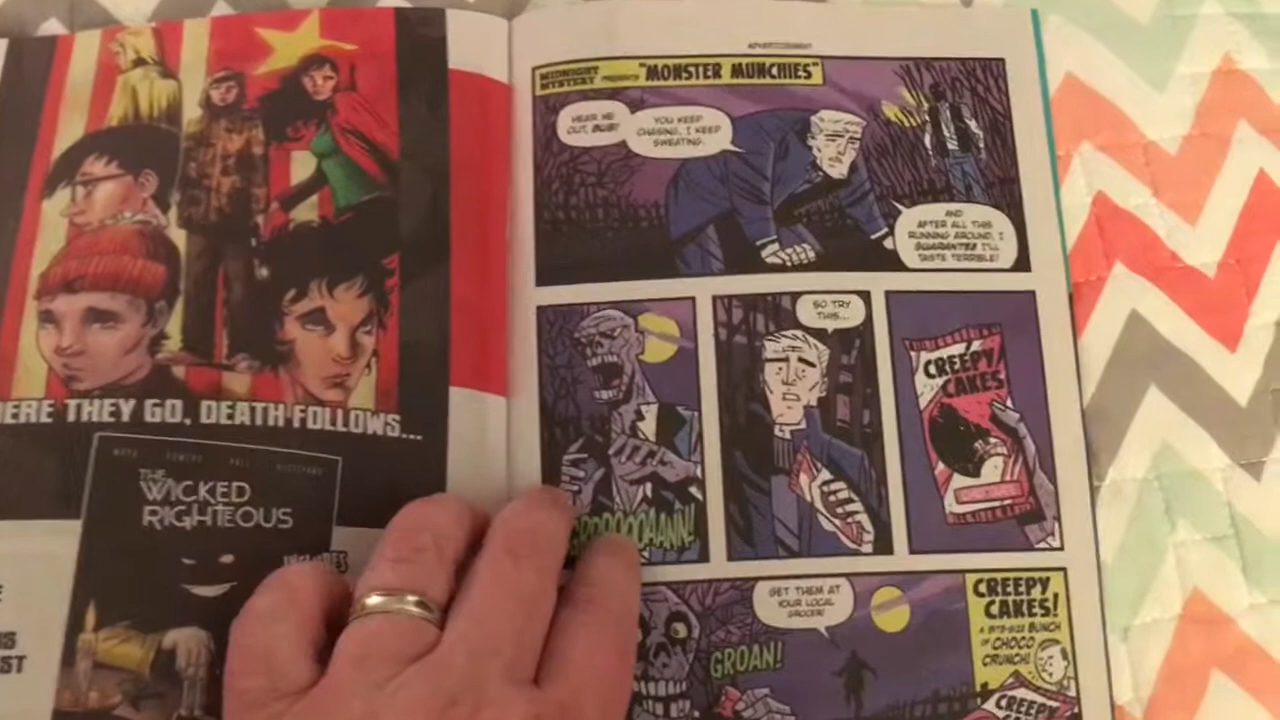 HERE THEY GO, DEATH FOLLOWS...
THE
WICKED
RIGHTEOUS
ADVERTISEMENT
MIDNIGHT
MYSTERY PRESENTS "MONSTER MUNCHIES"
HEAR ME
OUT, BUB!
YOU KEEP
CHASING, I KEEP
SWEATING.
AND
AFTER ALL THIS
RUNNING AROUND, I
GUARANTEE I'LL
TASTE TERRIBLE!
SO TRY
THIS...
CREEPY
CAKES
GET THEM AT
YOUR LOCAL
GROCER!
GROAN!
CREEPY
CAKES!
A BITE-SIZE BUNCH
OF CHOCO
CRUNCH!
CREEPY